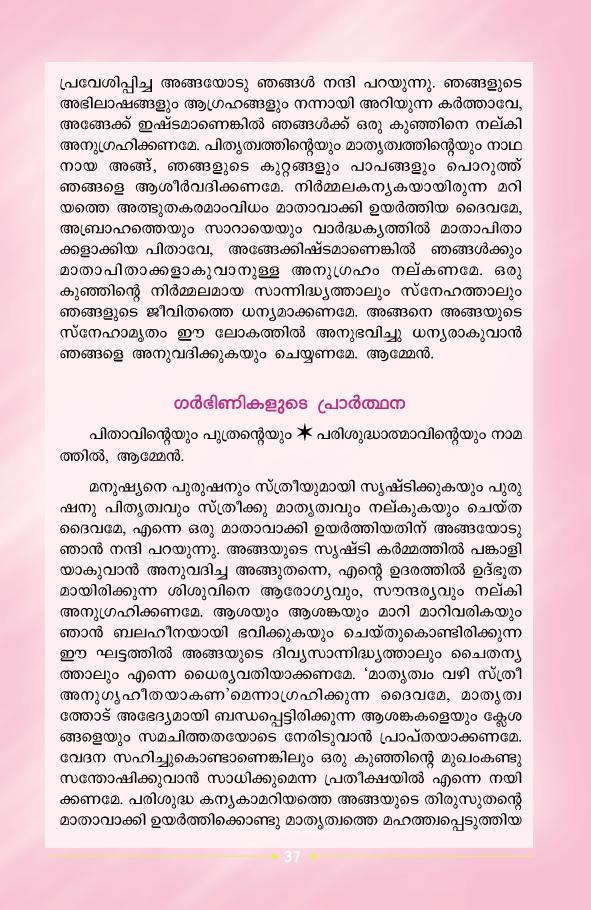 പ്രവേശിപ്പിച്ച അങ്ങയോടു ഞങ്ങൾ നന്ദി പറയുന്നു. ഞങ്ങളുടെ
അഭിലാഷങ്ങളും ആഗ്രഹങ്ങളും നന്നായി അറിയുന്ന കർത്താവേ,
അങ്ങേക്ക് ഇഷ്ടമാണെങ്കിൽ ഞങ്ങൾക്ക് ഒരു കുഞ്ഞിനെ നല്കി
അനുഗ്രഹിക്കണമേ. പിതൃത്വത്തിന്റെയും മാതൃത്വത്തിന്റെയും നാഥ
നായ അങ്ങ്, ഞങ്ങളുടെ കുറ്റങ്ങളും പാപങ്ങളും പൊറുത്ത്
ഞങ്ങളെ ആശീർവദിക്കണമേ. നിർമ്മലകന്യകയായിരുന്ന മറി
യത്തെ അത്ഭുതകരമാംവിധം മാതാവാക്കി ഉയർത്തിയ ദൈവമേ,
അബ്രാഹത്തെയും സാറായെയും വാർദ്ധക്യത്തിൽ മാതാപിതാ
ക്കളാക്കിയ പിതാവേ, അങ്ങേക്കിഷ്ടമാണെങ്കിൽ ഞങ്ങൾക്കും
മാതാപിതാക്കളാകുവാനുള്ള അനുഗ്രഹം നല്കണമേ. ഒരു
കുഞ്ഞിന്റെ നിർമ്മലമായ സാന്നിദ്ധ്യത്താലും സ്നേഹത്താലും
ഞങ്ങളുടെ ജീവിതത്തെ ധന്യമാക്കണമേ. അങ്ങനെ അങ്ങയുടെ
സ്നേഹാമൃതം ഈ ലോകത്തിൽ അനുഭവിച്ചു ധന്യരാകുവാൻ
ഞങ്ങളെ അനുവദിക്കുകയും ചെയ്യണമേ. ആമ്മേൻ.
ഗർഭിണികളുടെ പ്രാർത്ഥന
പിതാവിന്റെയും പുത്രന്റെയും ✶ പരിശുദ്ധാത്മാവിന്റെയും നാമ
ത്തിൽ, ആമ്മേൻ.
മനുഷ്യനെ പുരുഷനും സ്ത്രീയുമായി സൃഷ്ടിക്കുകയും പുരു
ഷനു പിതൃത്വവും സ്ത്രീക്കു മാതൃത്വവും നല്കുകയും ചെയ്ത
ദൈവമേ, എന്നെ ഒരു മാതാവാക്കി ഉയർത്തിയതിന് അങ്ങയോടു
ഞാൻ നന്ദി പറയുന്നു. അങ്ങയുടെ സൃഷ്ടി കർമ്മത്തിൽ പങ്കാളി
യാകുവാൻ അനുവദിച്ച അങ്ങുതന്നെ, എന്റെ ഉദരത്തിൽ ഉദ്ഭൂത
മായിരിക്കുന്ന ശിശുവിനെ ആരോഗ്യവും, സൗന്ദര്യവും നല്കി
അനുഗ്രഹിക്കണമേ. ആശയും ആശങ്കയും മാറി മാറിവരികയും
ഞാൻ ബലഹീനയായി ഭവിക്കുകയും ചെയ്തുകൊണ്ടിരിക്കുന്ന
ഈ ഘട്ടത്തിൽ അങ്ങയുടെ ദിവ്യസാന്നിദ്ധ്യത്താലും ചൈതന്യ
ത്താലും എന്നെ ധൈര്യവതിയാക്കണമേ. ‘മാതൃത്വം വഴി സ്ത്രീ
അനുഗൃഹീതയാകണ’മെന്നാഗ്രഹിക്കുന്ന ദൈവമേ, മാതൃത്വ
ത്തോട് അഭേദ്യമായി ബന്ധപ്പെട്ടിരിക്കുന്ന ആശങ്കകളെയും ക്ലേശ
ങ്ങളെയും സമചിത്തതയോടെ നേരിടുവാൻ പ്രാപ്തയാക്കണമേ.
വേദന സഹിച്ചുകൊണ്ടാണെങ്കിലും ഒരു കുഞ്ഞിന്റെ മുഖംകണ്ടു
സന്തോഷിക്കുവാൻ സാധിക്കുമെന്ന പ്രതീക്ഷയിൽ എന്നെ നയി
ക്കണമേ. പരിശുദ്ധ കന്യകാമറിയത്തെ അങ്ങയുടെ തിരുസുതന്റെ
മാതാവാക്കി ഉയർത്തിക്കൊണ്ടു മാതൃത്വത്തെ മഹത്ത്വപ്പെടുത്തിയ
37